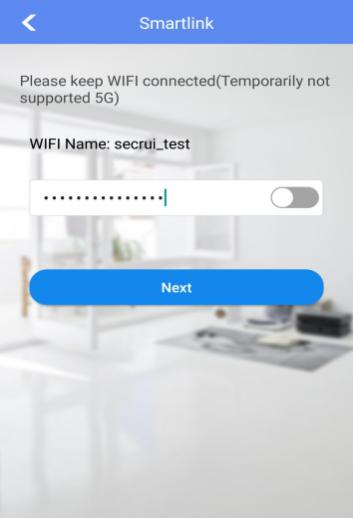 Smartlink
Please keep WIFI connected(Temporarily not
supported 5G)
WIFI Name: secrui_test
•••••••••••••••
Next